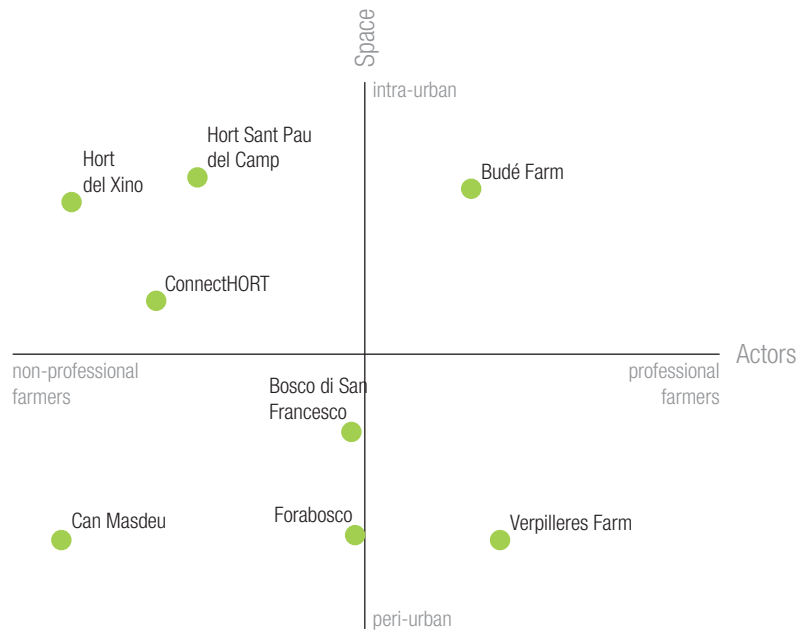 Space
intra-urban
Hort Sant Pau
del Camp
Hort
del Xino
Budé Farm
ConnectHORT
Actors
non-professional
farmers
professional
farmers
Bosco di San
Francesco
Can Masdeu
Forabosco
Verpilleres Farm
peri-urban